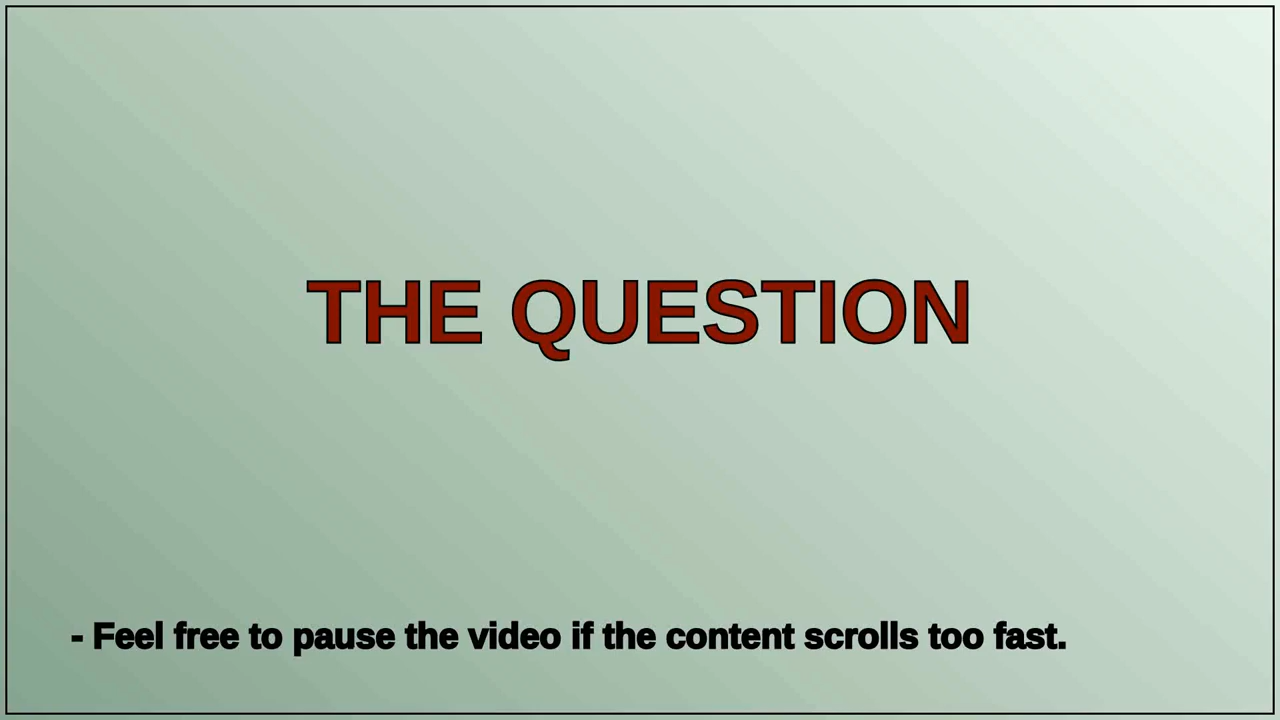 THE QUESTION
- Feel free to pause the video if the content scrolls too fast.